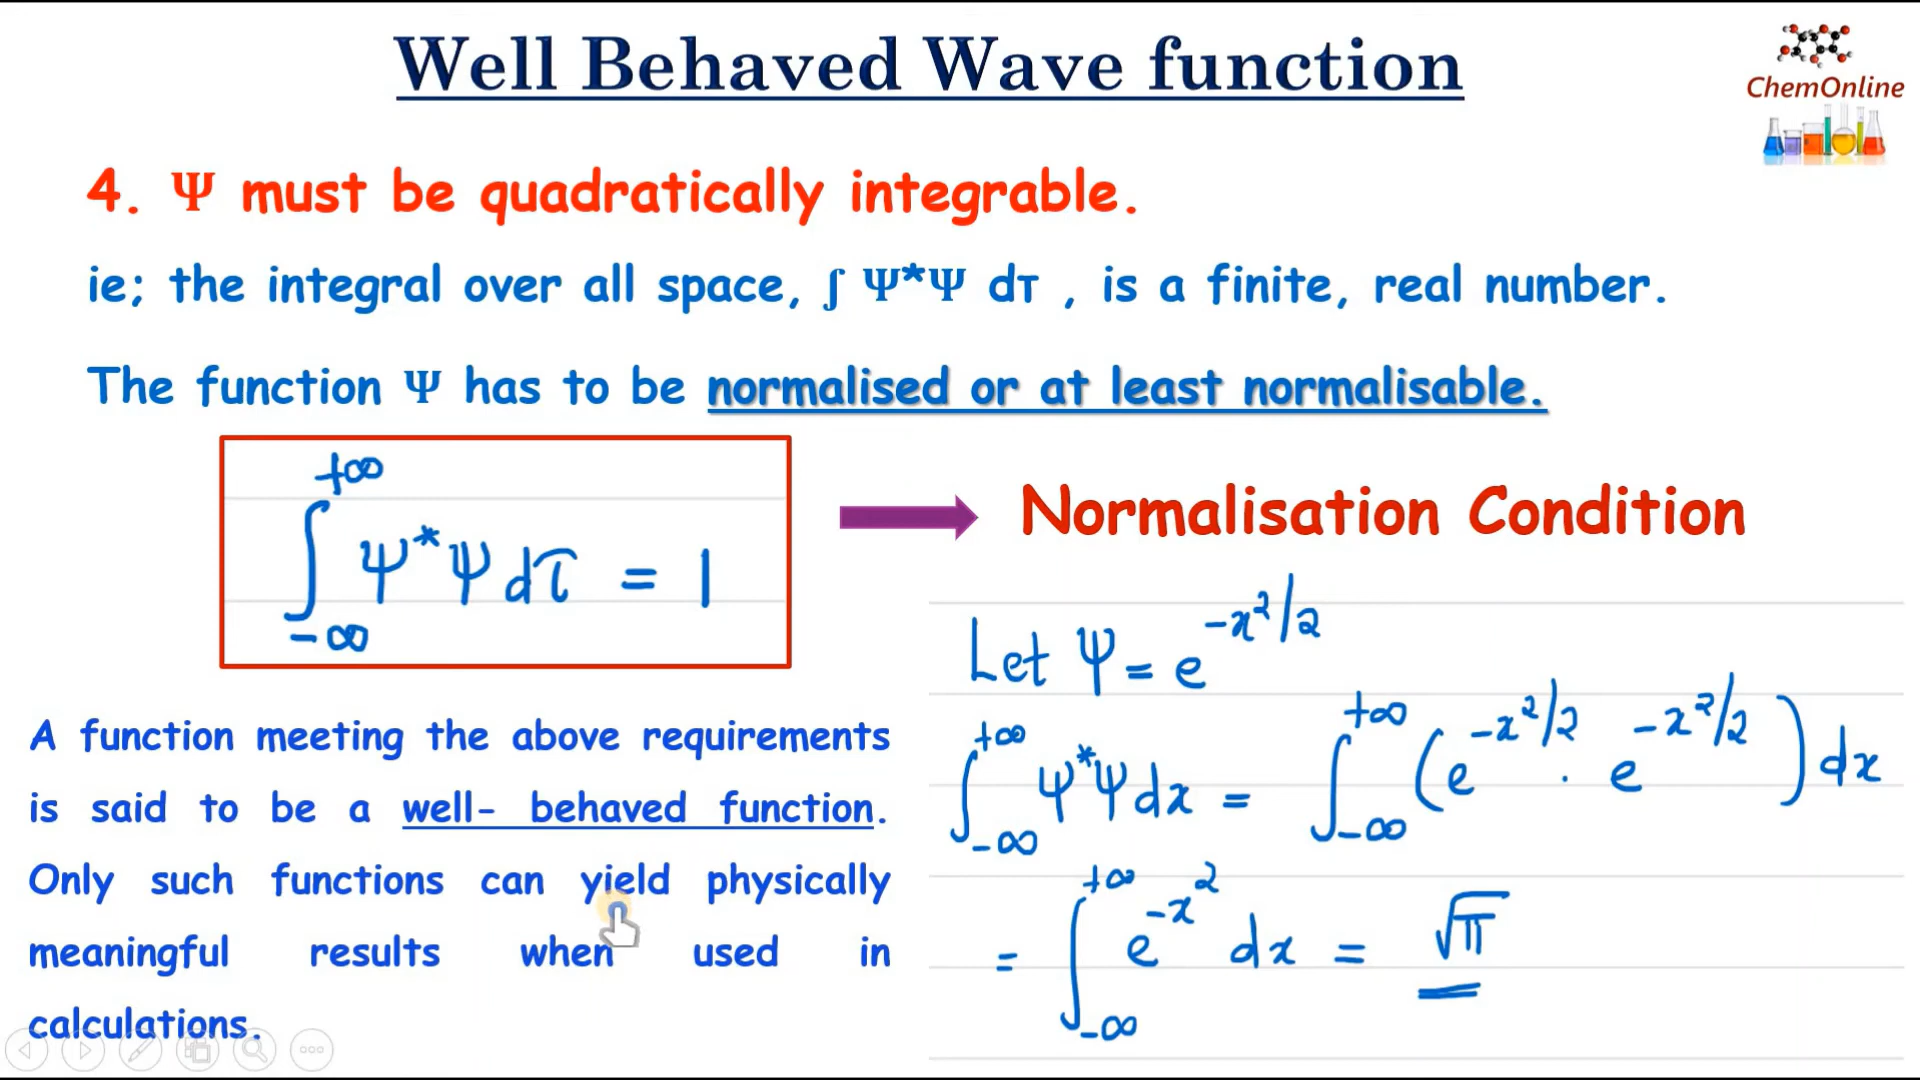 Well Behaved Wave function
ChemOnline
4. Ψ must be quadratically integrable.
ie; the integral over all space, ∫ Ψ*Ψ dτ , is a finite, real number.
The function Ψ has to be normalised or at least normalisable.
∫_{-∞}^{+∞} Ψ*Ψ dτ = 1
Normalisation Condition
A function meeting the above requirements
is said to be a well- behaved function.
Only such functions can yield physically
meaningful results when used in
calculations.
Let Ψ = e^{-x²/2}
∫_{-∞}^{+∞} Ψ*Ψ dx = ∫_{-∞}^{+∞} (e^{-x²/2} . e^{-x²/2}) dx
= ∫_{-∞}^{+∞} e^{-x²} dx = √π